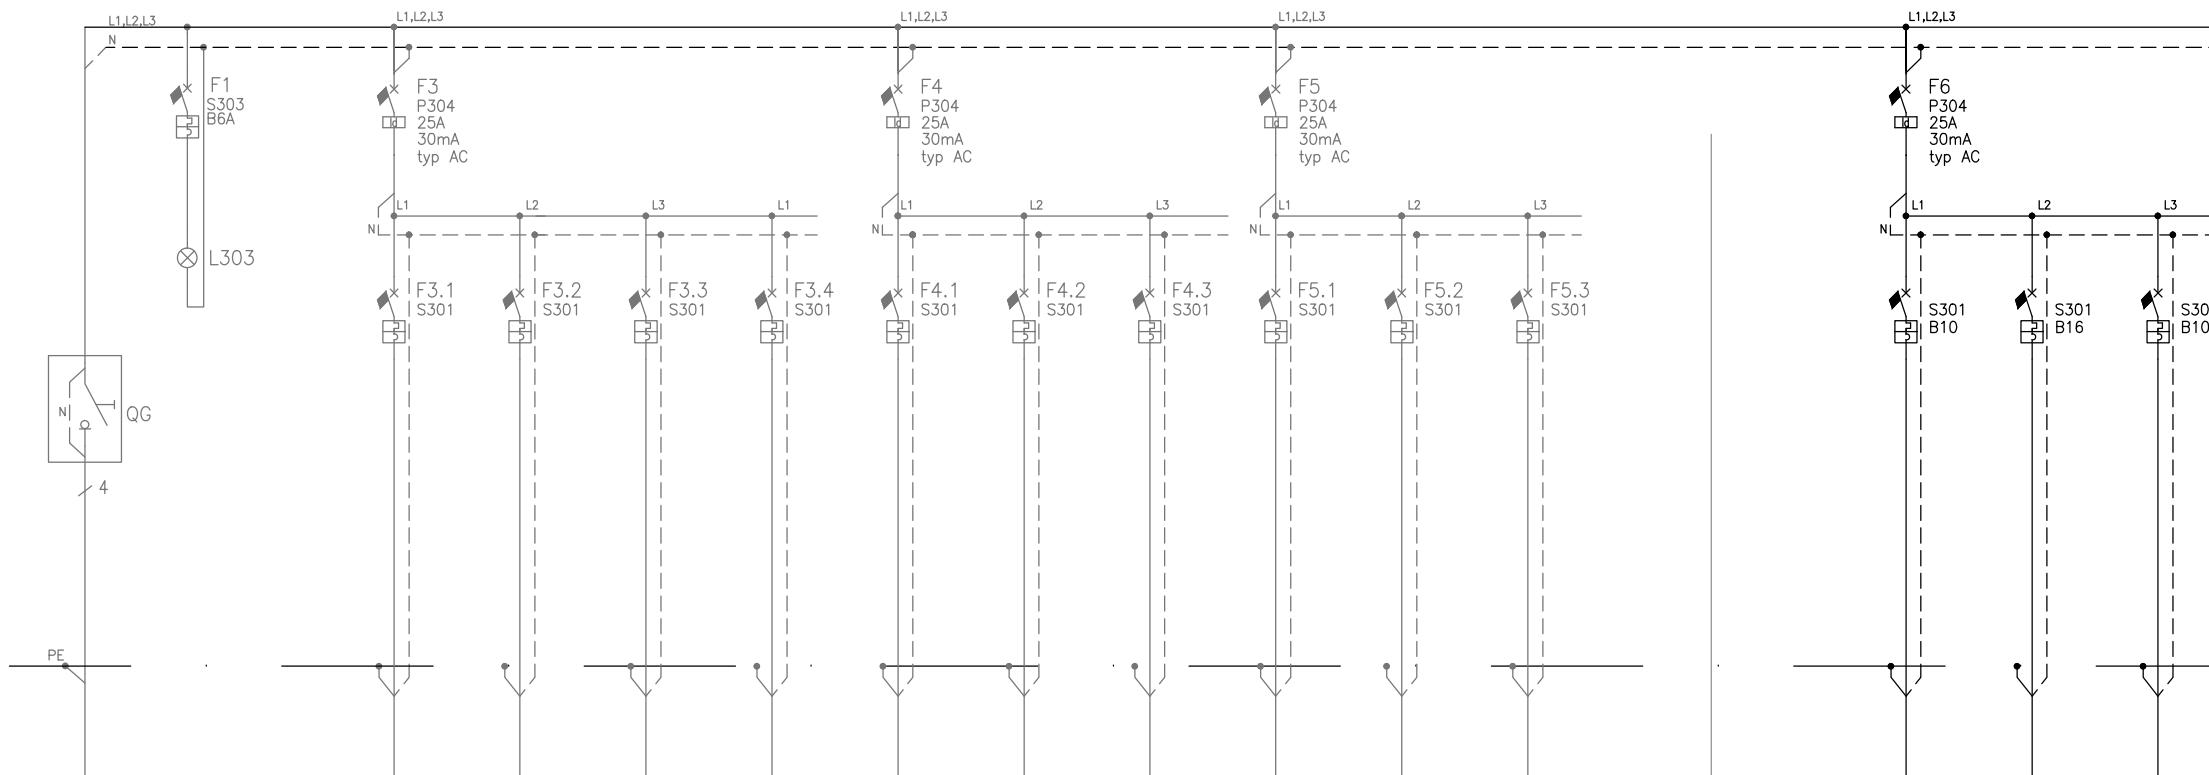 L1,L2,L3
L1,L2,L3
L1,L2,L3
L1,L2,L3
L1,L2,L3
N
F1
S303
B6A
F3
P304
25A
30mA
typ AC
F4
P304
25A
30mA
typ AC
F5
P304
25A
30mA
typ AC
F6
P304
25A
30mA
typ AC
L1
L2
L3
L1
N
L1
L2
L3
N
L1
L2
L3
N
L1
L2
L3
N
L303
F3.1
S301
F3.2
S301
F3.3
S301
F3.4
S301
F4.1
S301
F4.2
S301
F4.3
S301
F5.1
S301
F5.2
S301
F5.3
S301
S301
B10
S301
B16
S30
B10
N
QG
4
PE